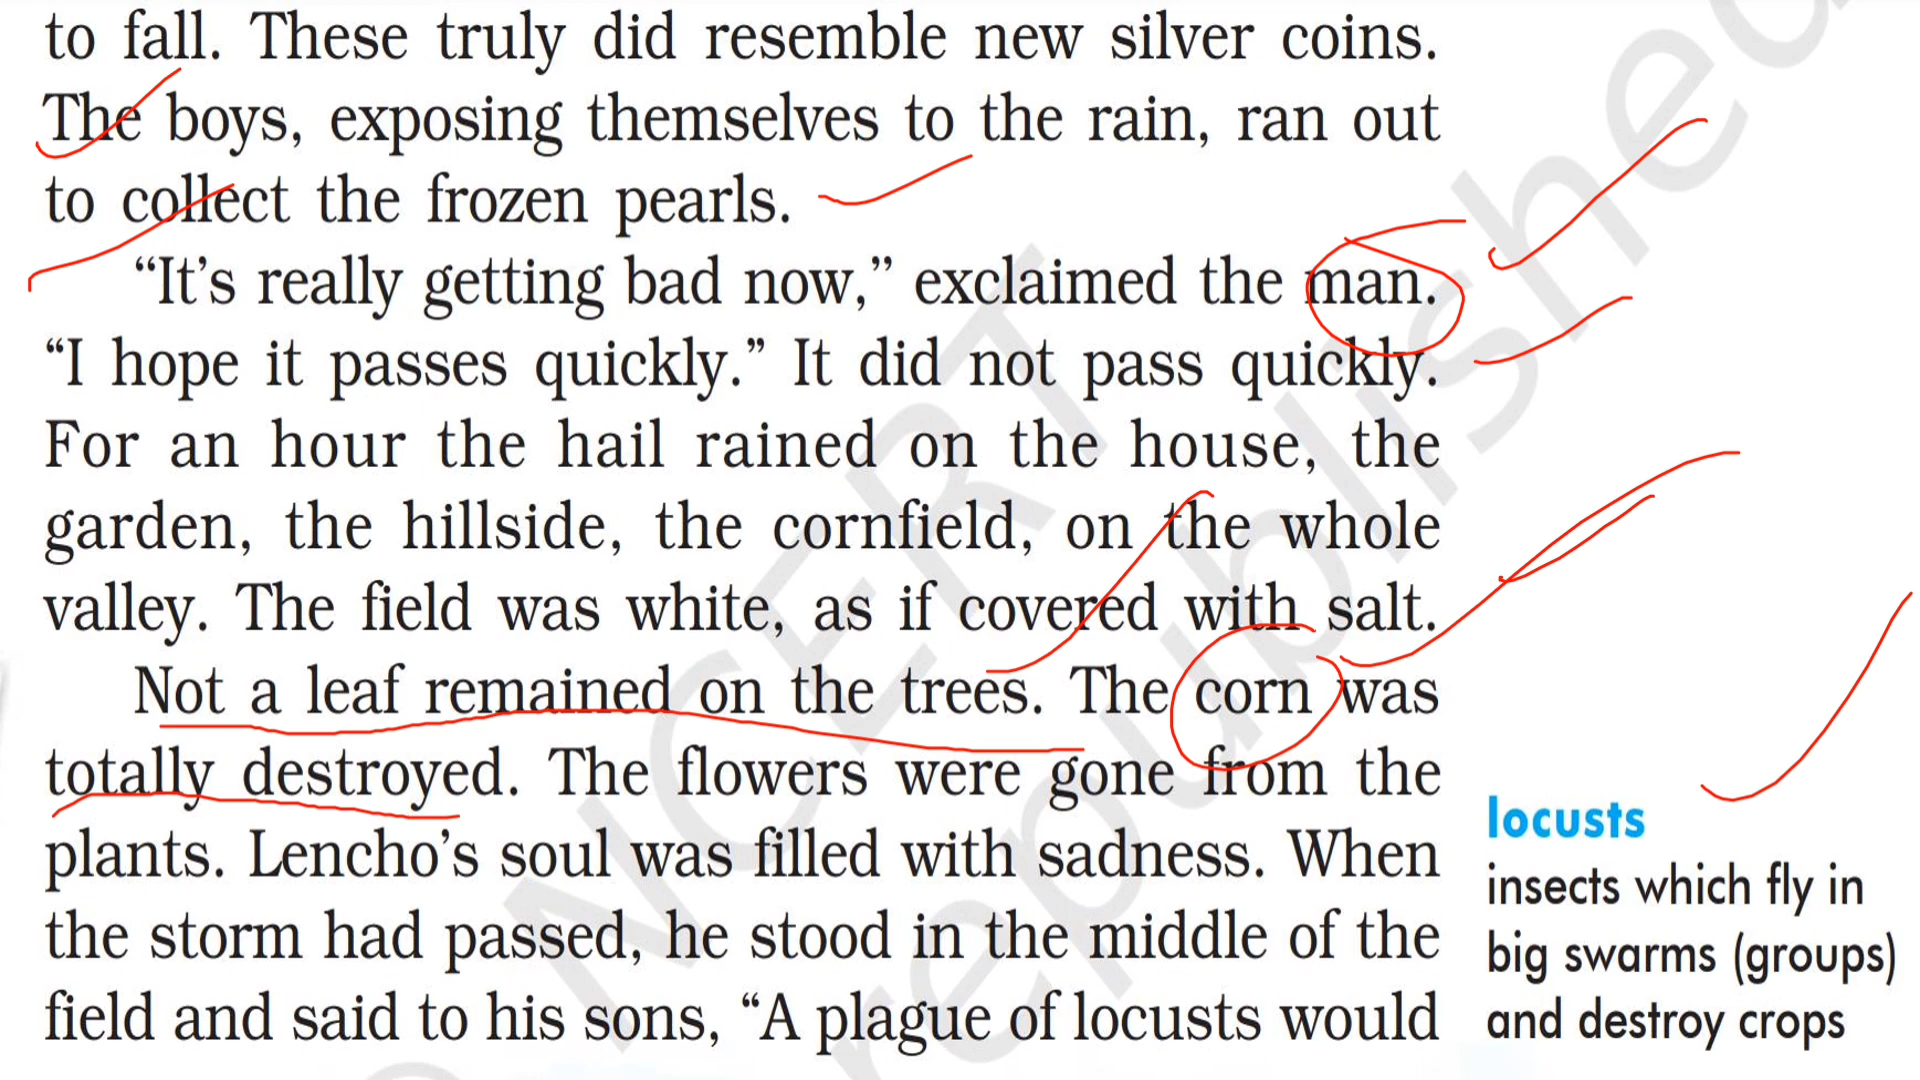 to fall. These truly did resemble new silver coins.
The boys, exposing themselves to the rain, ran out
to collect the frozen pearls.
“It’s really getting bad now,” exclaimed the man.
“I hope it passes quickly.” It did not pass quickly.
For an hour the hail rained on the house, the
garden, the hillside, the cornfield, on the whole
valley. The field was white, as if covered with salt.
Not a leaf remained on the trees. The corn was
totally destroyed. The flowers were gone from the
plants. Lencho’s soul was filled with sadness. When
the storm had passed, he stood in the middle of the
field and said to his sons, “A plague of locusts would
locusts
insects which fly in
big swarms (groups)
and destroy crops
NCERT
republished